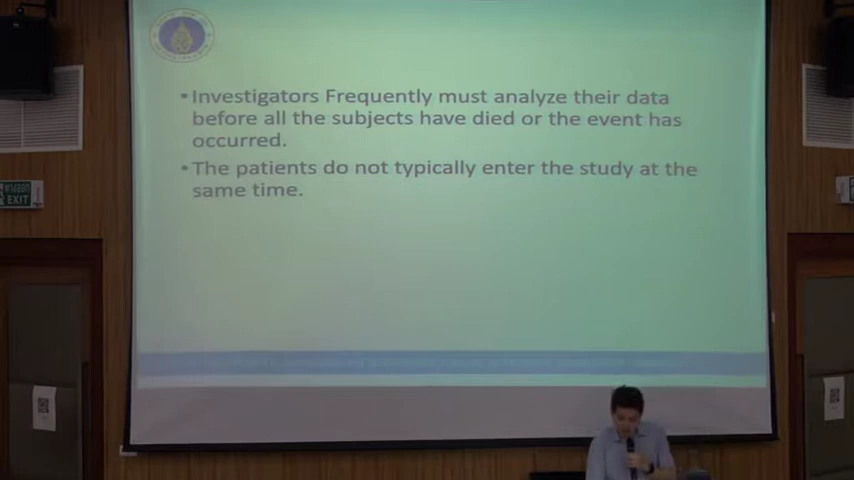 • Investigators Frequently must analyze their data
before all the subjects have died or the event has
occurred.
• The patients do not typically enter the study at the
same time.
EXIT